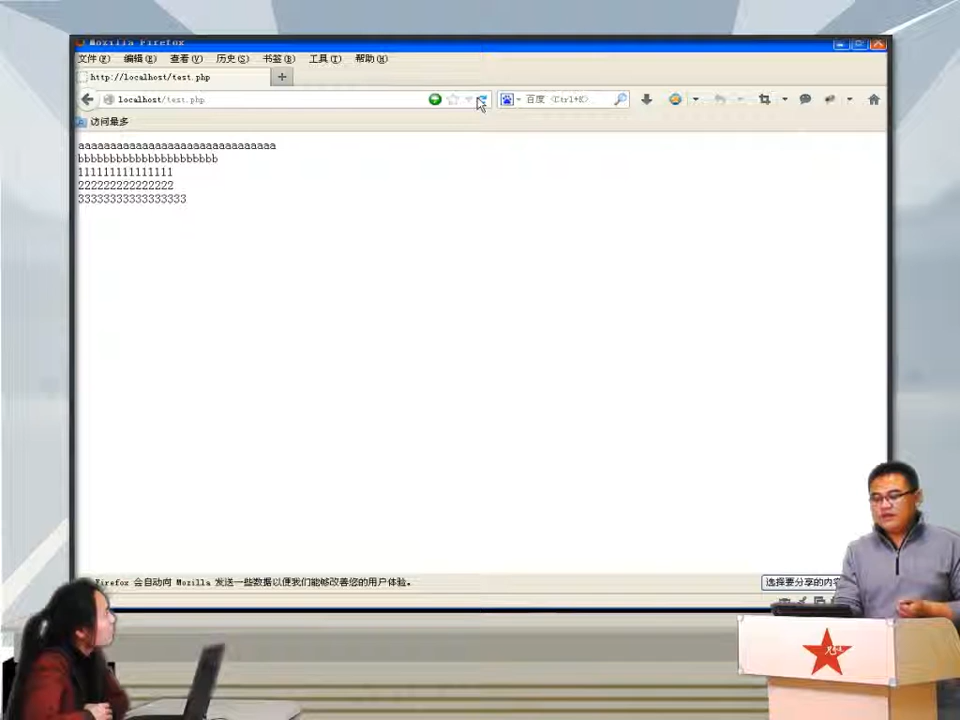 Mozilla Firefox
文件(F) 编辑(E) 查看(V) 历史(S) 书签(B) 工具(T) 帮助(H)
http://localhost/test.php
localhost/test.php 百度 <Ctrl+K>
访问最多
aaaaaaaaaaaaaaaaaaaaaaaaaaaaaaa
bbbbbbbbbbbbbbbbbbbbbb
111111111111111
222222222222222
33333333333333333
Firefox 会自动向 Mozilla 发送一些数据以便我们能够改善您的用户体验。 选择要分享的内容